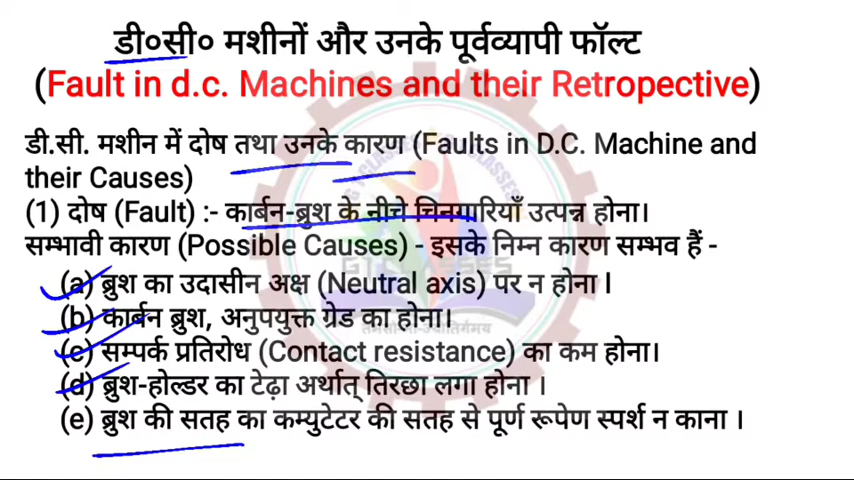 डी०सी० मशीनों और उनके पूर्वव्यापी फॉल्ट
(Fault in d.c. Machines and their Retropective)
डी.सी. मशीन में दोष तथा उनके कारण (Faults in D.C. Machine and
their Causes)
(1) दोष (Fault) :- कार्बन-ब्रुश के नीचे चिनगारियाँ उत्पन्न होना।
सम्भावी कारण (Possible Causes) - इसके निम्न कारण सम्भव हैं -
(a) ब्रुश का उदासीन अक्ष (Neutral axis) पर न होना ।
(b) कार्बन ब्रुश, अनुपयुक्त ग्रेड का होना।
(c) सम्पर्क प्रतिरोध (Contact resistance) का कम होना।
(d) ब्रुश-होल्डर का टेढ़ा अर्थात् तिरछा लगा होना ।
(e) ब्रुश की सतह का कम्युटेटर की सतह से पूर्ण रूपेण स्पर्श न काना ।